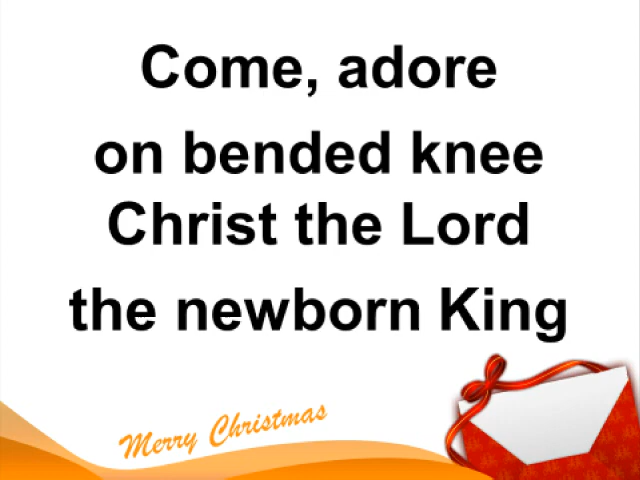 Come, adore
on bended knee
Christ the Lord
the newborn King
Merry Christmas